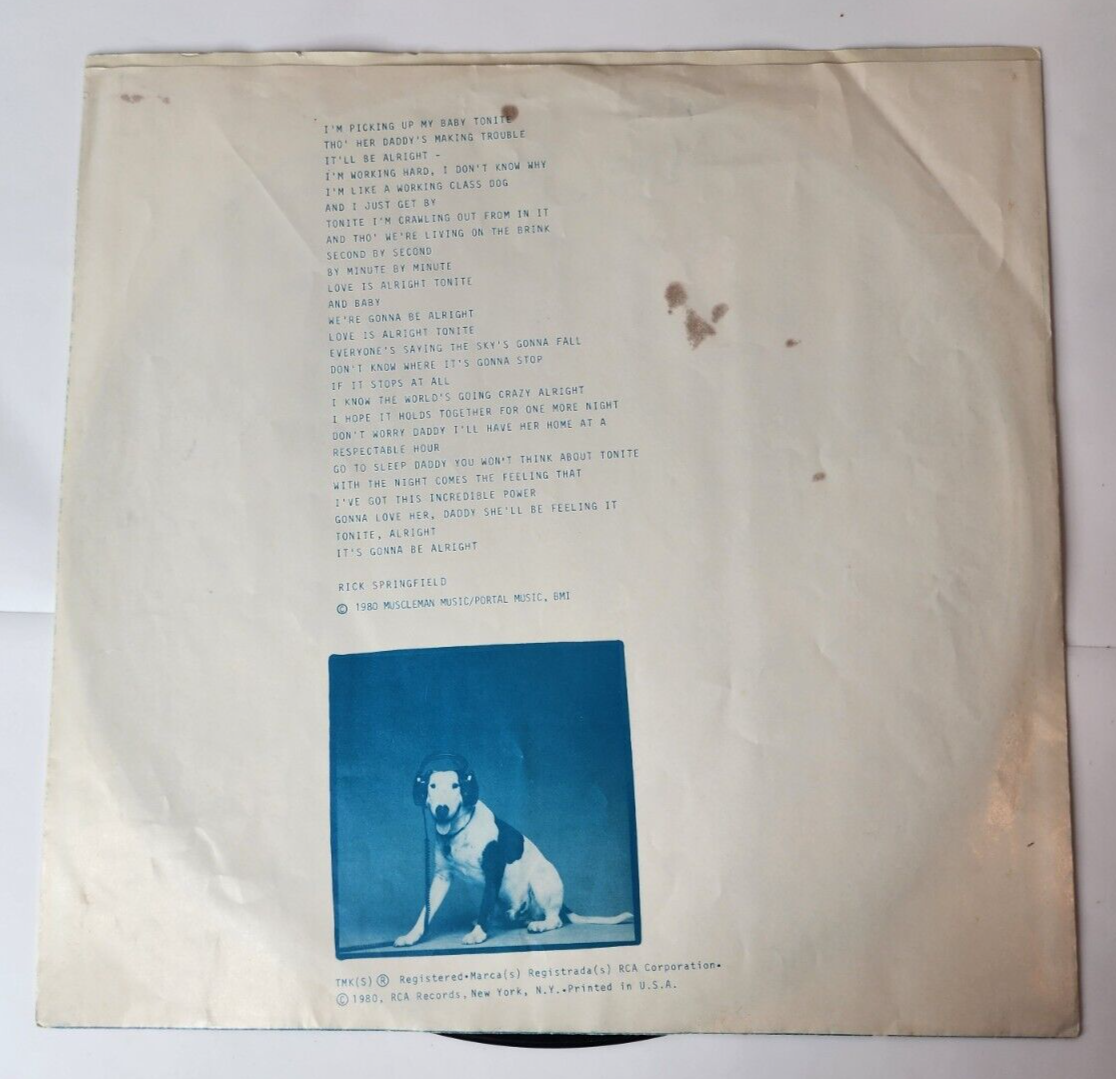 I'M PICKING UP MY BABY TONITE
THO' HER DADDY'S MAKING TROUBLE
IT'LL BE ALRIGHT -
I'M WORKING HARD, I DON'T KNOW WHY
I'M LIKE A WORKING CLASS DOG
AND I JUST GET BY
TONITE I'M CRAWLING OUT FROM IN IT
AND THO' WE'RE LIVING ON THE BRINK
SECOND BY SECOND
BY MINUTE BY MINUTE
LOVE IS ALRIGHT TONITE
AND BABY
WE'RE GONNA BE ALRIGHT
LOVE IS ALRIGHT TONITE
EVERYONE'S SAYING THE SKY'S GONNA FALL
DON'T KNOW WHERE IT'S GONNA STOP
IF IT STOPS AT ALL
I KNOW THE WORLD'S GOING CRAZY ALRIGHT
I HOPE IT HOLDS TOGETHER FOR ONE MORE NIGHT
DON'T WORRY DADDY I'LL HAVE HER HOME AT A
RESPECTABLE HOUR
GO TO SLEEP DADDY YOU WON'T THINK ABOUT TONITE
WITH THE NIGHT COMES THE FEELING THAT
I'VE GOT THIS INCREDIBLE POWER
GONNA LOVE HER, DADDY SHE'LL BE FEELING IT
TONITE, ALRIGHT
IT'S GONNA BE ALRIGHT
RICK SPRINGFIELD
© 1980 MUSCLEMAN MUSIC/PORTAL MUSIC, BMI
TMK(S) ® Registered•Marca(s) Registrada(s) RCA Corporation•
© 1980, RCA Records, New York, N.Y.•Printed in U.S.A.